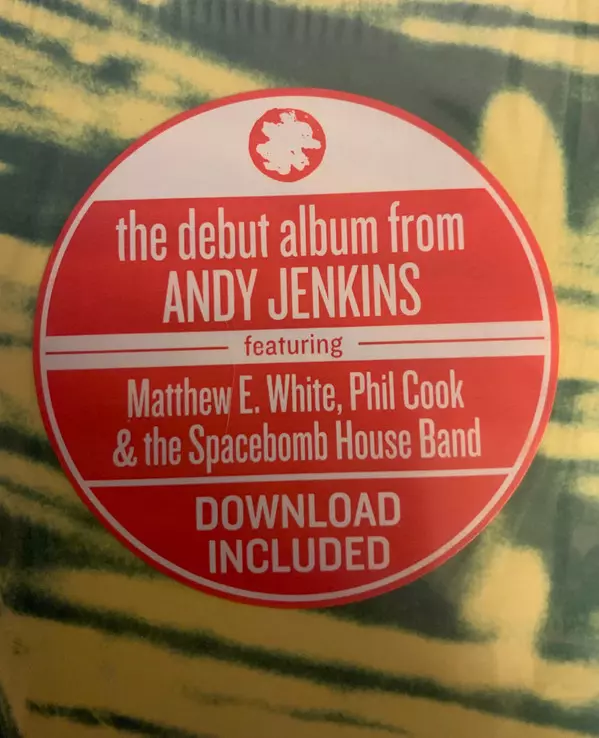 the debut album from
ANDY JENKINS
featuring
Matthew E. White, Phil Cook
& the Spacebomb House Band
DOWNLOAD
INCLUDED